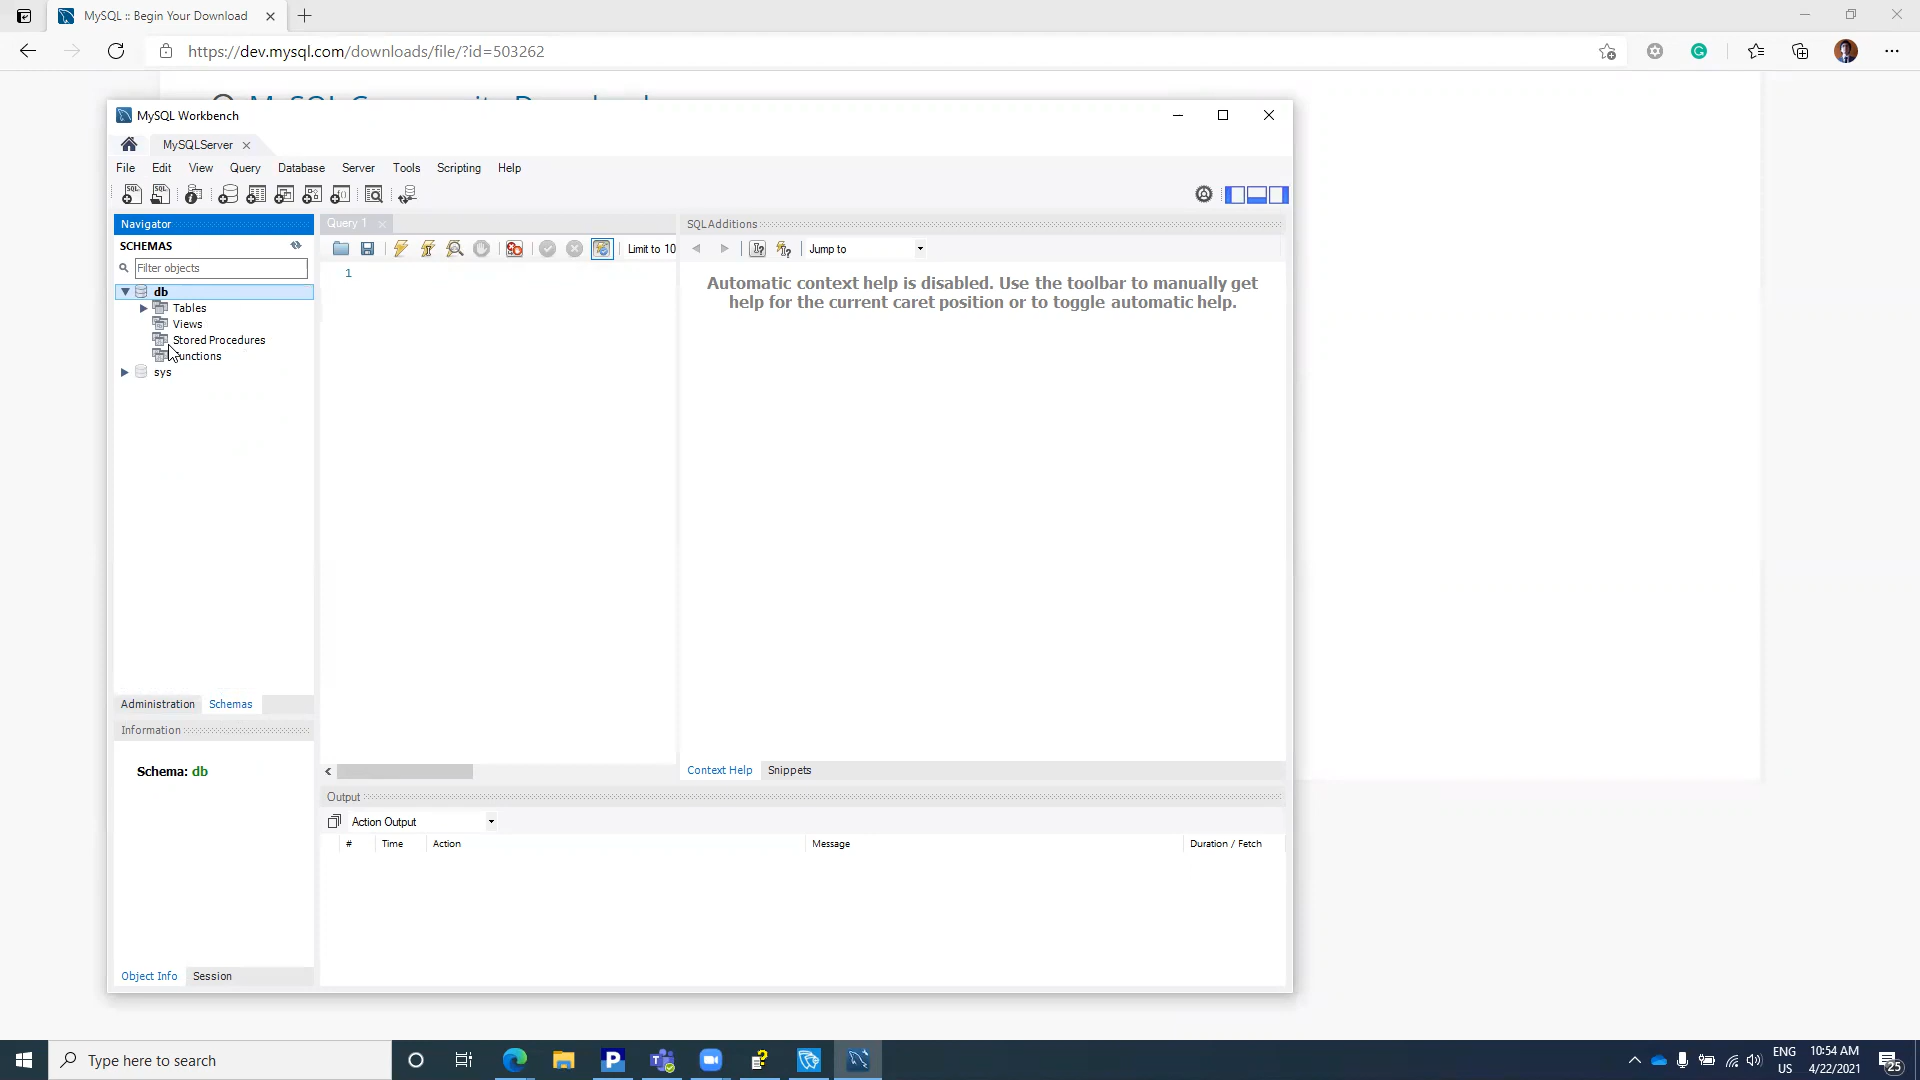 MySQL :: Begin Your Download
https://dev.mysql.com/downloads/file/?id=503262
MySQL Workbench
MySQLServer
File Edit View Query Database Server Tools Scripting Help
Navigator
SCHEMAS
Filter objects
db
Tables
Views
Stored Procedures
unctions
sys
Administration Schemas
Information
Schema: db
Object Info Session
Query 1
Limit to 10
1
SQLAdditions
Jump to
Automatic context help is disabled. Use the toolbar to manually get
help for the current caret position or to toggle automatic help.
Context Help Snippets
Output
Action Output
# Time Action Message Duration / Fetch
Type here to search
ENG
US
10:54 AM
4/22/2021
25